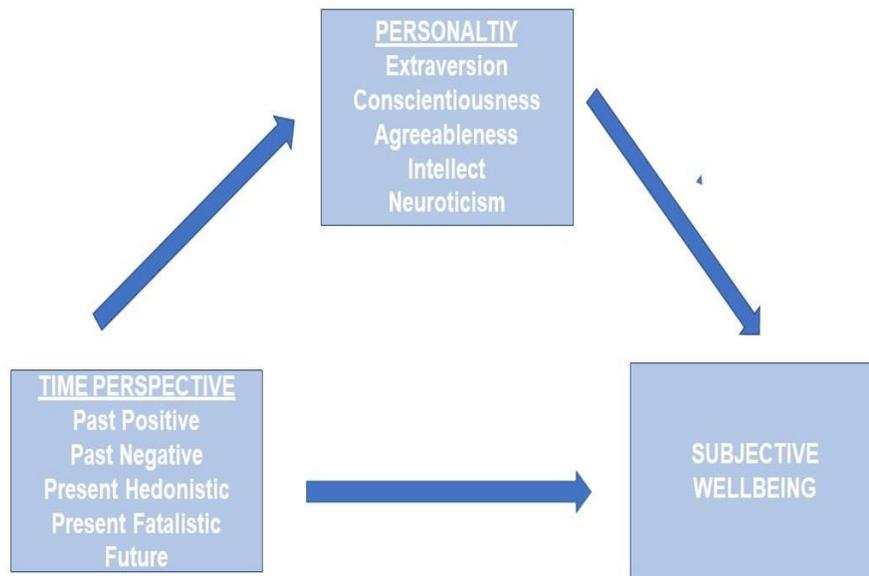 PERSONALTIY
Extraversion
Conscientiousness
Agreeableness
Intellect
Neuroticism
TIME PERSPECTIVE
Past Positive
Past Negative
Present Hedonistic
Present Fatalistic
Future
SUBJECTIVE
WELLBEING